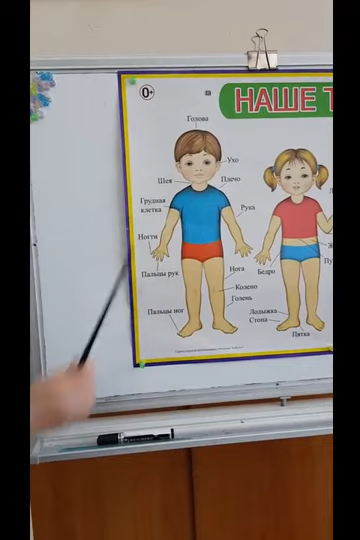 0+
НАШЕ Т
Голова
Ухо
Шея
Плечо
Грудная
клетка
Рука
Ногти
Пальцы рук
Нога
Бедро
Колено
Голень
Пальцы ног
Лодыжка
Стопа
Пятка